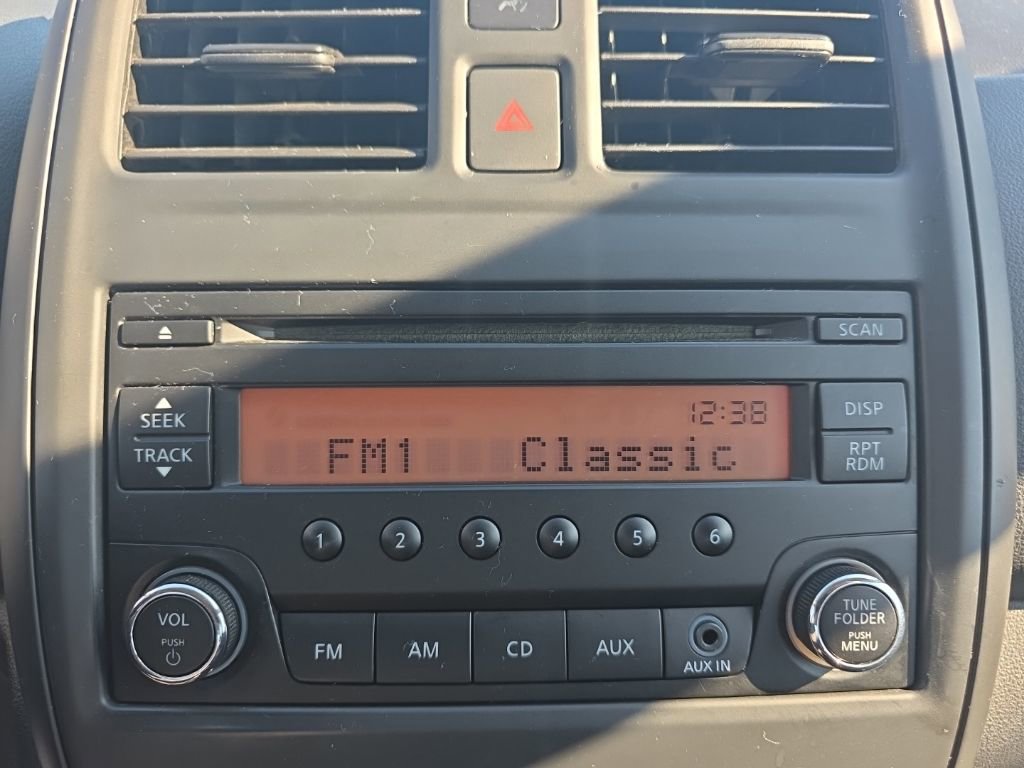 SCAN
SEEK
TRACK
12:38
FM1 Classic
DISP
RPT
RDM
1 2 3 4 5 6
VOL
PUSH
FM AM CD AUX AUX IN
TUNE
FOLDER
PUSH
MENU